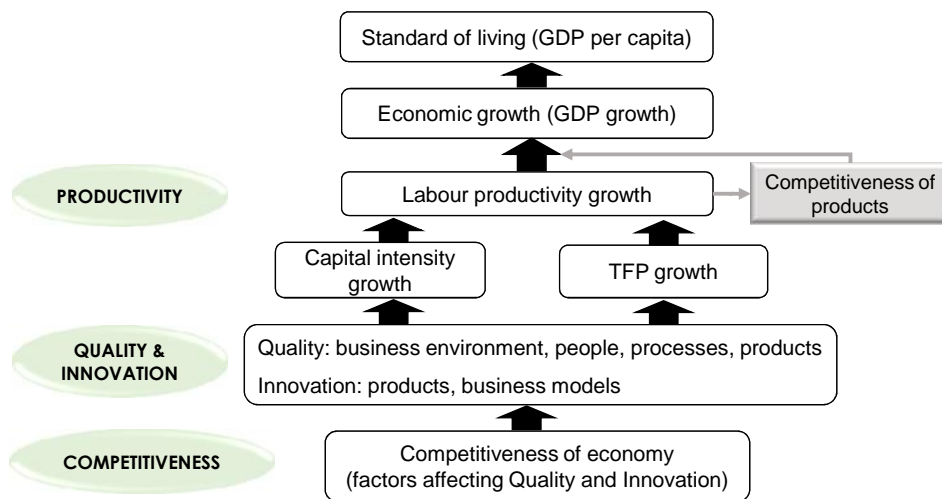 Standard of living (GDP per capita)
Economic growth (GDP growth)
PRODUCTIVITY
Labour productivity growth
Competitiveness of
products
Capital intensity
growth
TFP growth
QUALITY &
INNOVATION
Quality: business environment, people, processes, products
Innovation: products, business models
COMPETITIVENESS
Competitiveness of economy
(factors affecting Quality and Innovation)